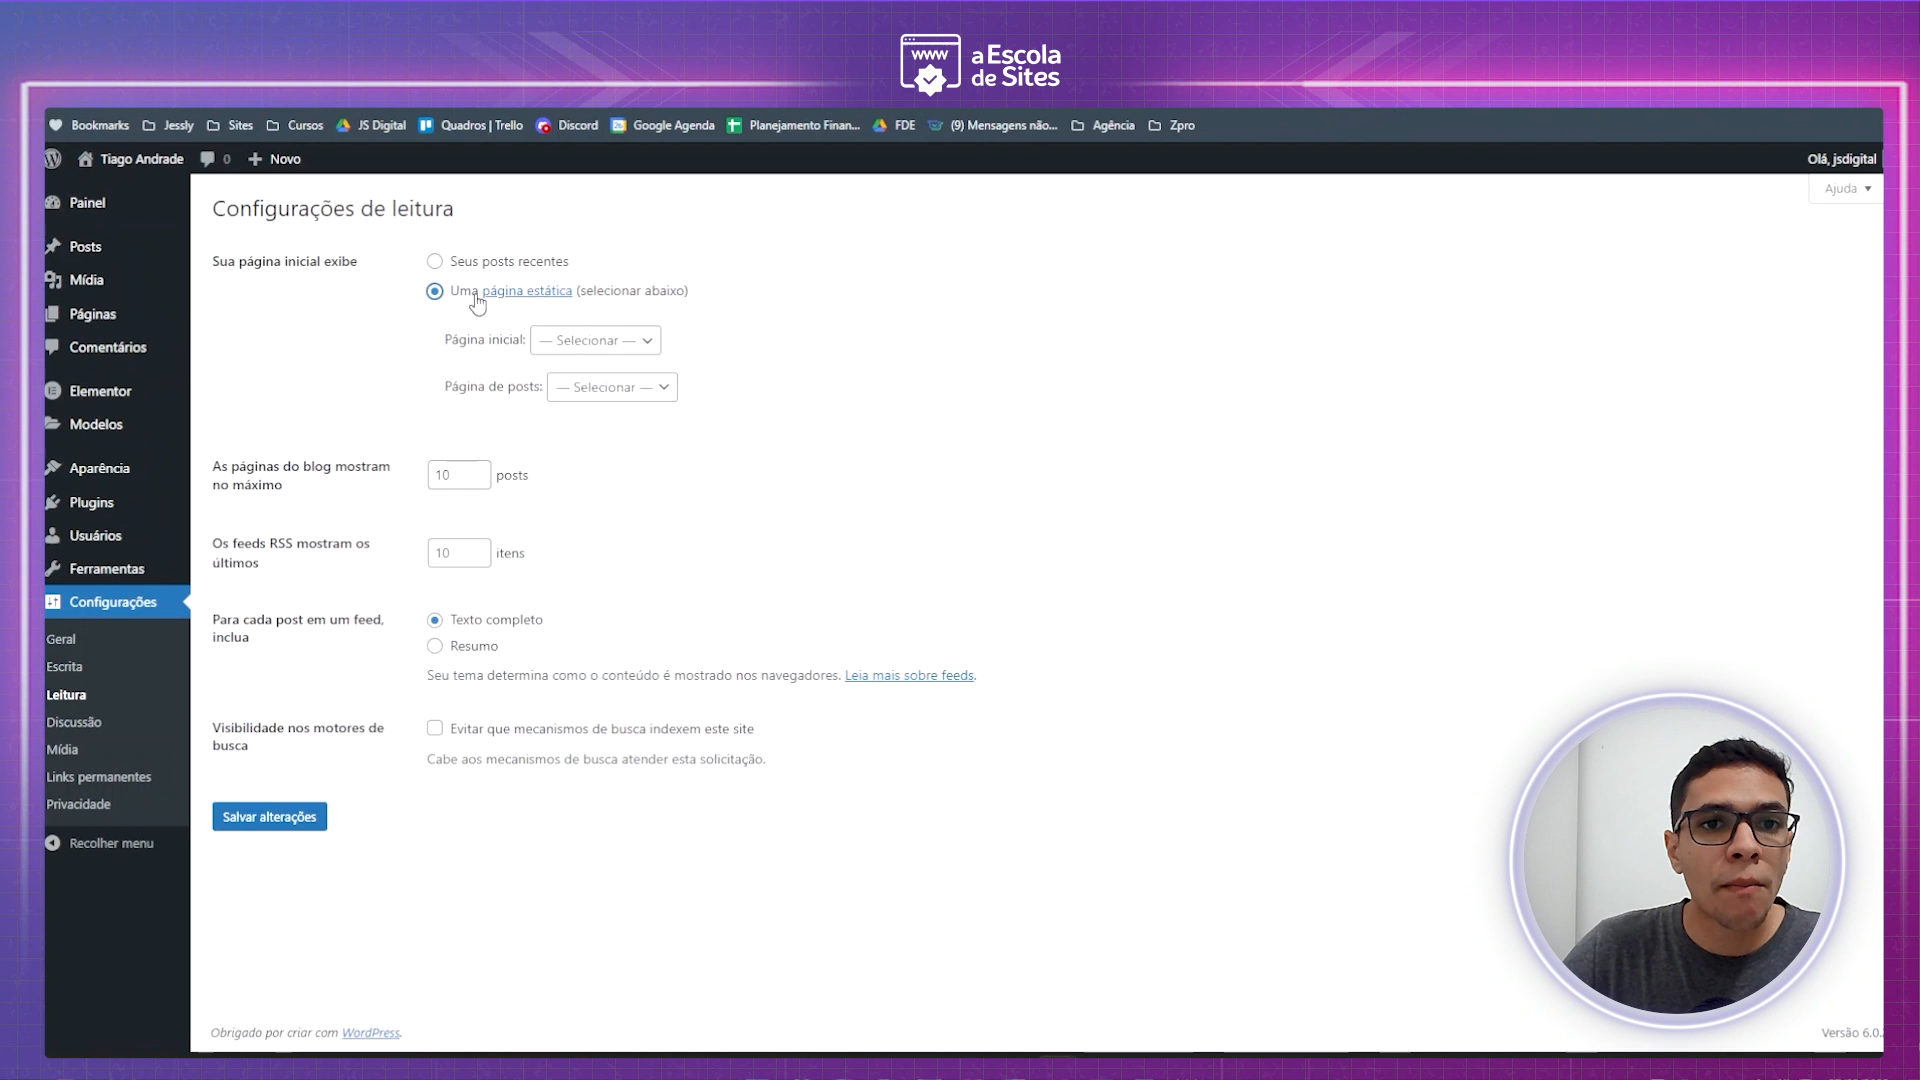 www
a Escola
de Sites
Bookmarks Jessly Sites Cursos JS Digital Quadros | Trello Discord Google Agenda Planejamento Finan... FDE (9) Mensagens não... Agência Zpro
Tiago Andrade 0 Novo Olá, jsdigital
Ajuda
Painel
Posts
Mídia
Páginas
Comentários
Elementor
Modelos
Aparência
Plugins
Usuários
Ferramentas
Configurações
Geral
Escrita
Leitura
Discussão
Mídia
Links permanentes
Privacidade
Recolher menu
Configurações de leitura
Sua página inicial exibe
Seus posts recentes
Uma página estática (selecionar abaixo)
Página inicial: — Selecionar —
Página de posts: — Selecionar —
As páginas do blog mostram
no máximo
10 posts
Os feeds RSS mostram os
últimos
10 itens
Para cada post em um feed,
inclua
Texto completo
Resumo
Seu tema determina como o conteúdo é mostrado nos navegadores. Leia mais sobre feeds.
Visibilidade nos motores de
busca
Evitar que mecanismos de busca indexem este site
Cabe aos mecanismos de busca atender esta solicitação.
Salvar alterações
Obrigado por criar com WordPress.
Versão 6.0.